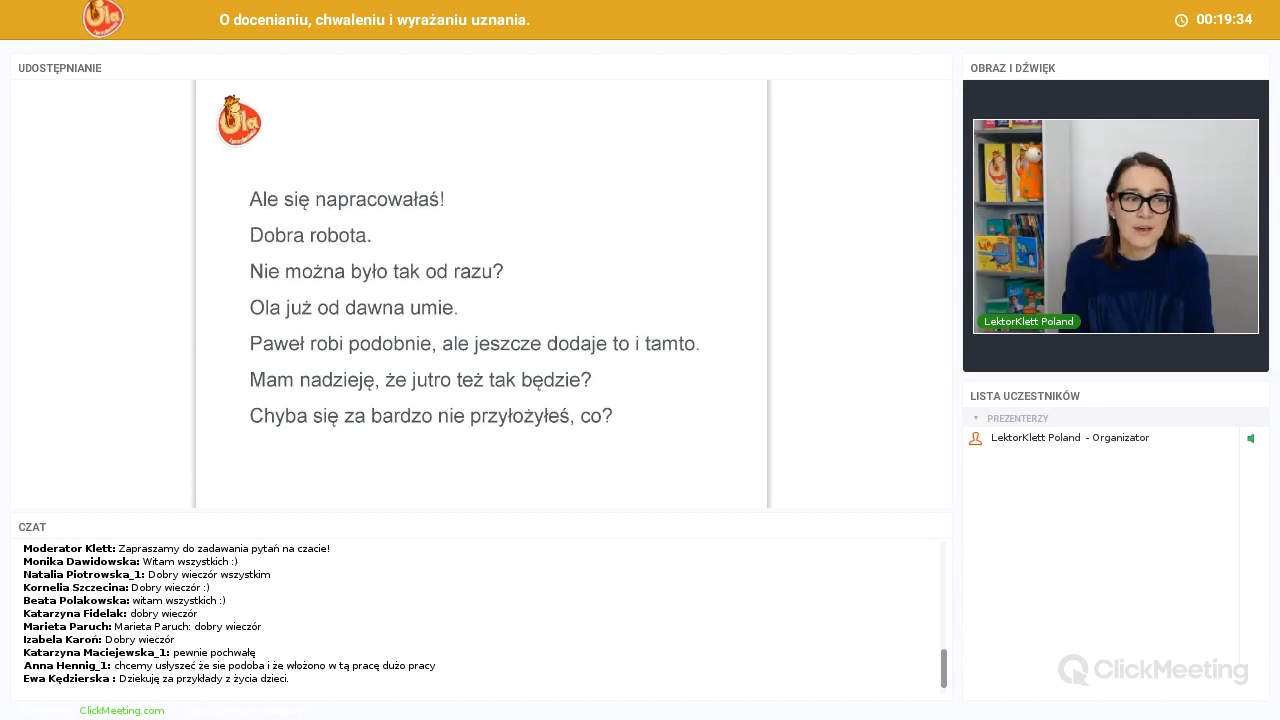 Ula
O docenianiu, chwaleniu i wyrażaniu uznania.
00:19:34
UDOSTĘPNIANIE
Ula
Ale się napracowałaś!
Dobra robota.
Nie można było tak od razu?
Ola już od dawna umie.
Paweł robi podobnie, ale jeszcze dodaje to i tamto.
Mam nadzieję, że jutro też tak będzie?
Chyba się za bardzo nie przyłożyłeś, co?
OBRAZ I DŹWIĘK
LektorKlett Poland
LISTA UCZESTNIKÓW
PREZENTERZY
LektorKlett Poland - Organizator
CZAT
Moderator Klett: Zapraszamy do zadawania pytań na czacie!
Monika Dawidowska: Witam wszystkich :)
Natalia Piotrowska_1: Dobry wieczór wszystkim
Kornelia Szczecina: Dobry wieczór :)
Beata Polakowska: witam wszystkich :)
Katarzyna Fidelak: dobry wieczór
Marieta Paruch: Marieta Paruch: dobry wieczór
Izabela Karoń: Dobry wieczór
Katarzyna Maciejewska_1: pewnie pochwałę
Anna Hennig_1: chcemy usłyszeć że sie podoba i że włożono w tą pracę dużo pracy
Ewa Kędzierska : Dziekuję za przykłady z życia dzieci.
ClickMeeting
ClickMeeting.com